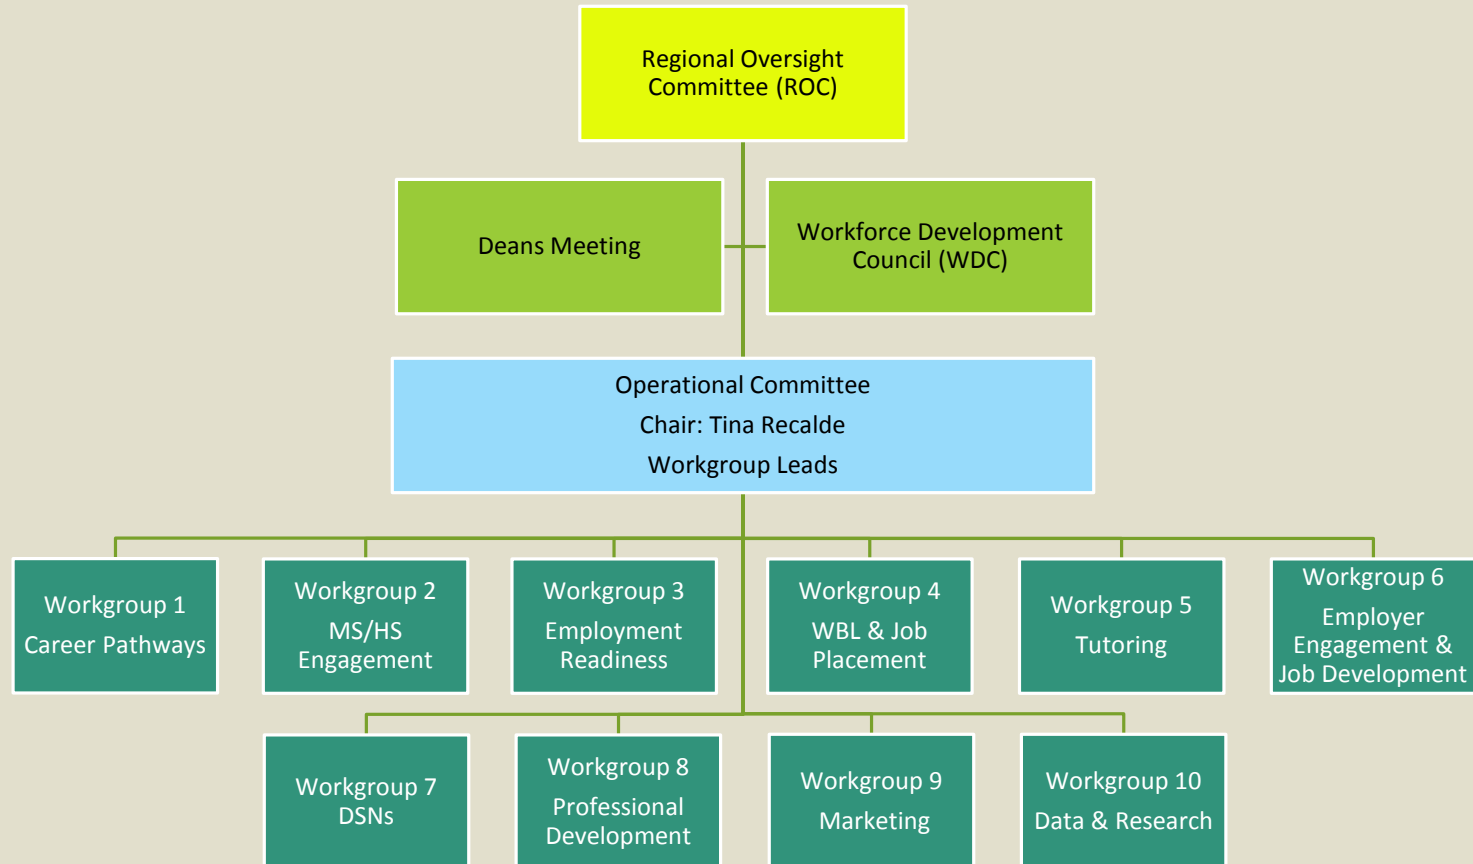 Regional Oversight
Committee (ROC)
Deans Meeting
Workforce Development
Council (WDC)
Operational Committee
Chair: Tina Recalde
Workgroup Leads
Workgroup 1
Career Pathways
Workgroup 2
MS/HS
Engagement
Workgroup 3
Employment
Readiness
Workgroup 4
WBL & Job
Placement
Workgroup 5
Tutoring
Workgroup 6
Employer
Engagement &
Job Development
Workgroup 7
DSNs
Workgroup 8
Professional
Development
Workgroup 9
Marketing
Workgroup 10
Data & Research